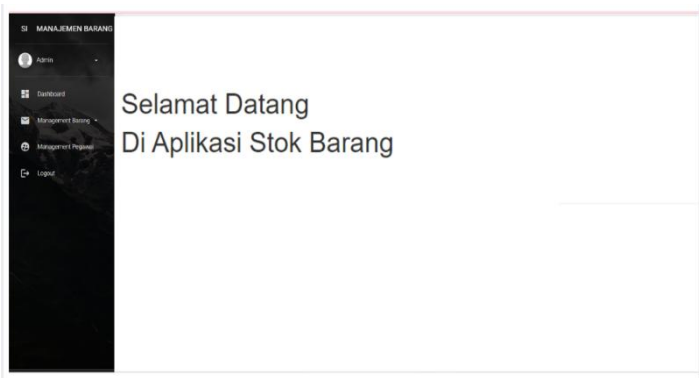 SI MANAJEMEN BARANG
Admin
Dashboard
Management Barang
Management Pegawai
Logout
Selamat Datang
Di Aplikasi Stok Barang